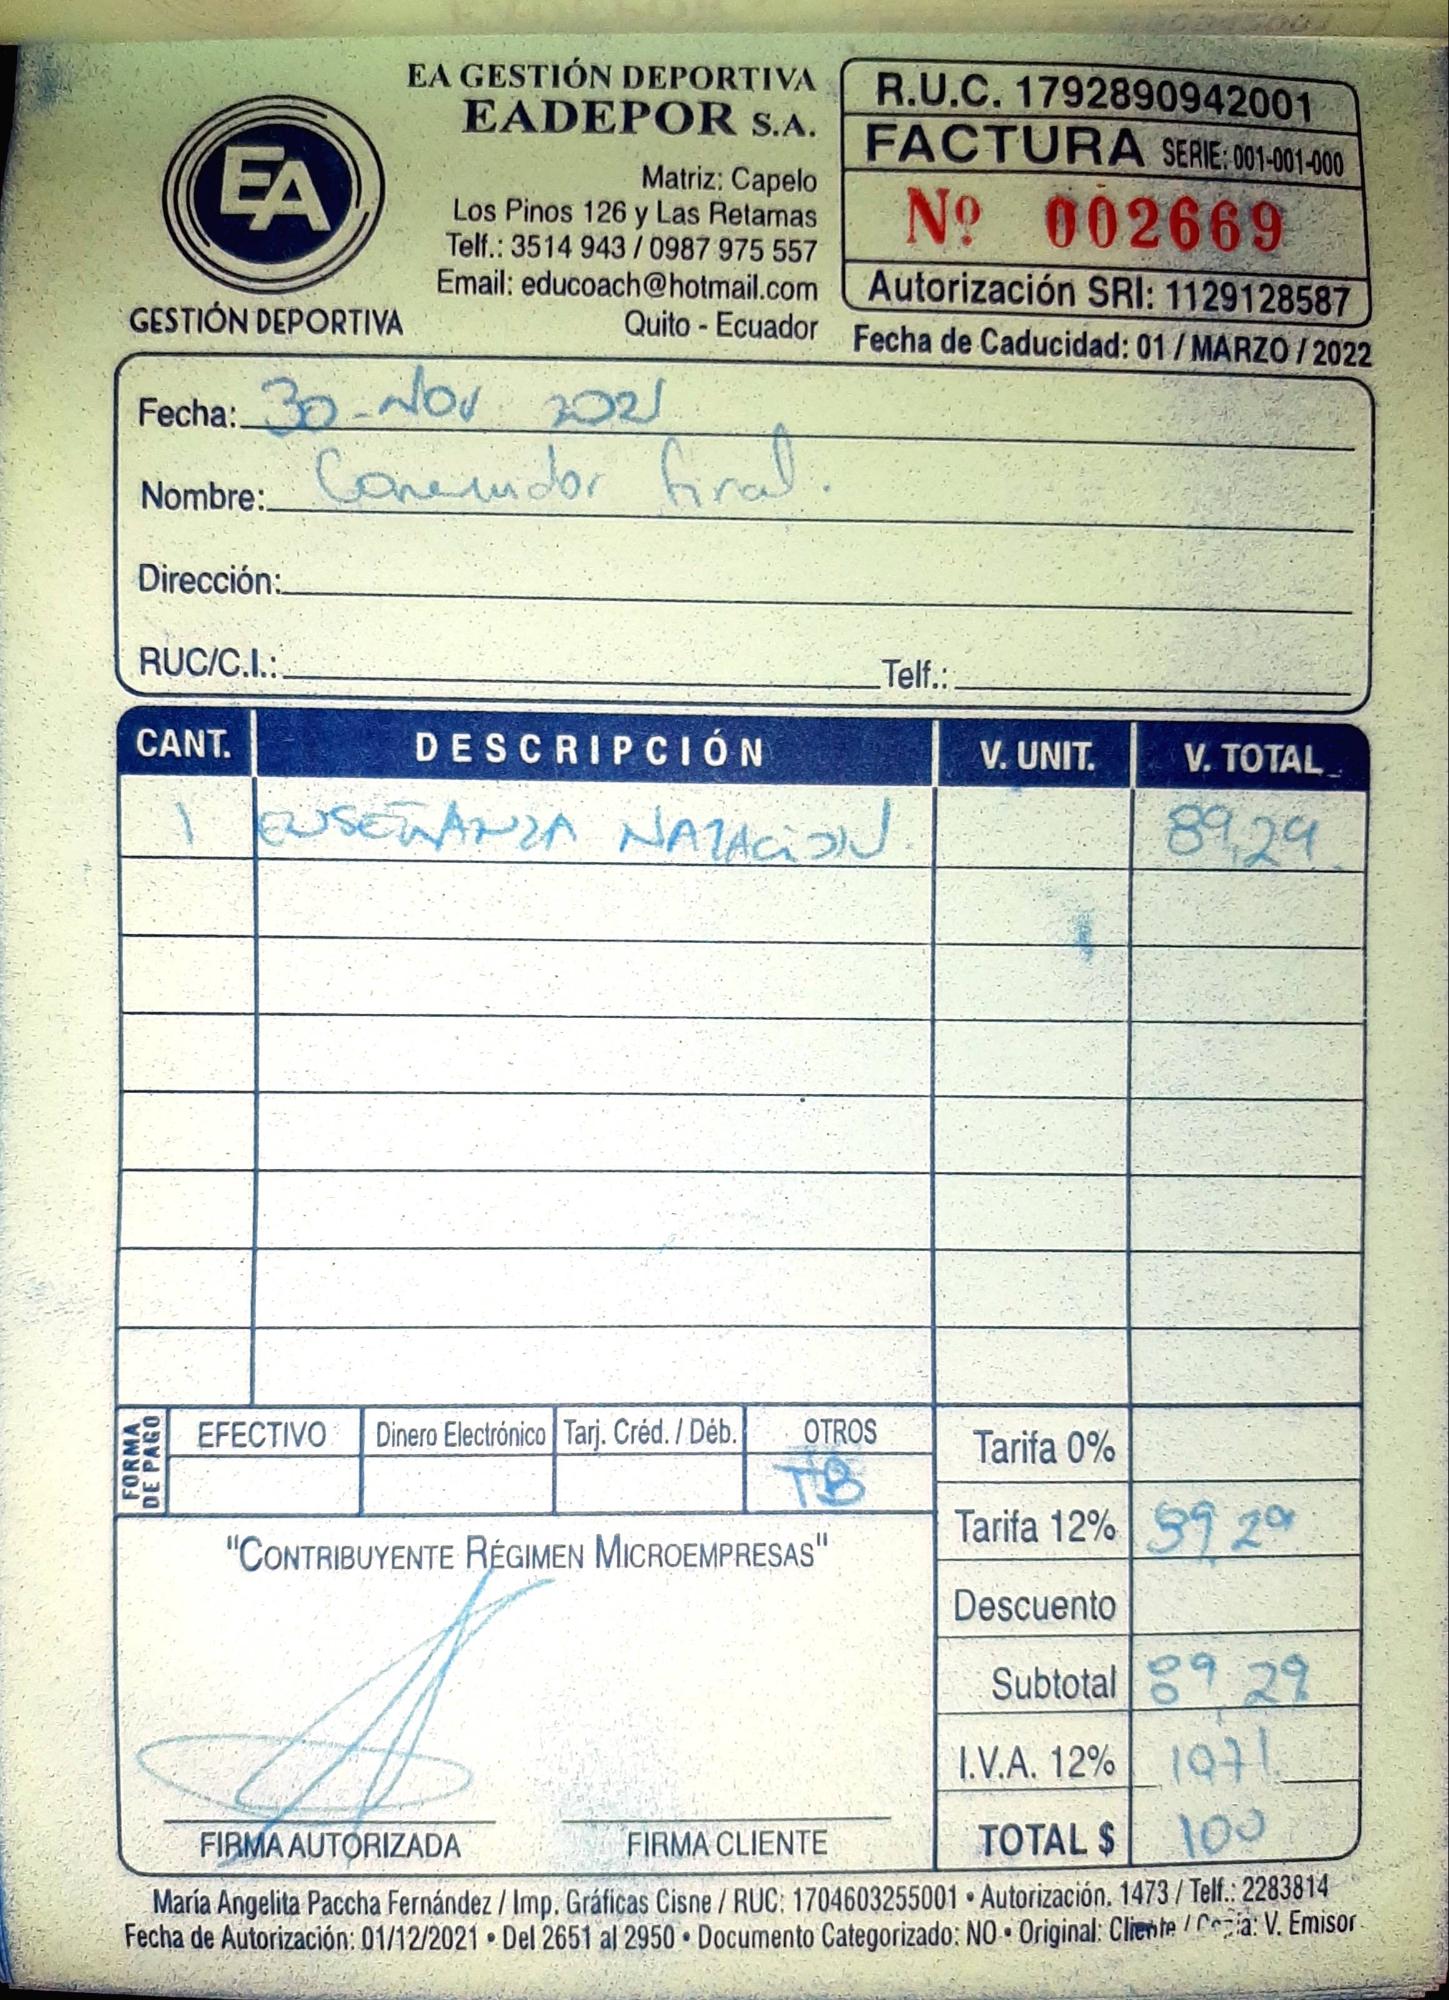 EA GESTIÓN DEPORTIVA
EADEPOR S.A.
Matriz: Capelo
Los Pinos 126 y Las Retamas
Telf.: 3514 943 / 0987 975 557
Email: educoach@hotmail.com
Quito - Ecuador
EA
GESTIÓN DEPORTIVA
R.U.C. 1792890942001
FACTURA SERIE: 001-001-000
Nº 002669
Autorización SRI: 1129128587
Fecha de Caducidad: 01 / MARZO / 2022
Fecha: 30-Nov 2021
Nombre: Consumidor final.
Dirección:
RUC/C.I.: Telf.:
CANT. DESCRIPCIÓN V. UNIT. V. TOTAL
1 ENSEÑANZA NATACIÓN. 89,29
FORMA DE PAGO
EFECTIVO Dinero Electrónico Tarj. Créd. / Déb. OTROS
TB
Tarifa 0%
Tarifa 12% 89,29
Descuento
Subtotal 89,29
I.V.A. 12% 10,71
TOTAL $ 100
"CONTRIBUYENTE RÉGIMEN MICROEMPRESAS"
FIRMA AUTORIZADA FIRMA CLIENTE
María Angelita Paccha Fernández / Imp. Gráficas Cisne / RUC: 1704603255001 • Autorización. 1473 / Telf.: 2283814
Fecha de Autorización: 01/12/2021 • Del 2651 al 2950 • Documento Categorizado: NO • Original: Cliente / Copia: V. Emisor